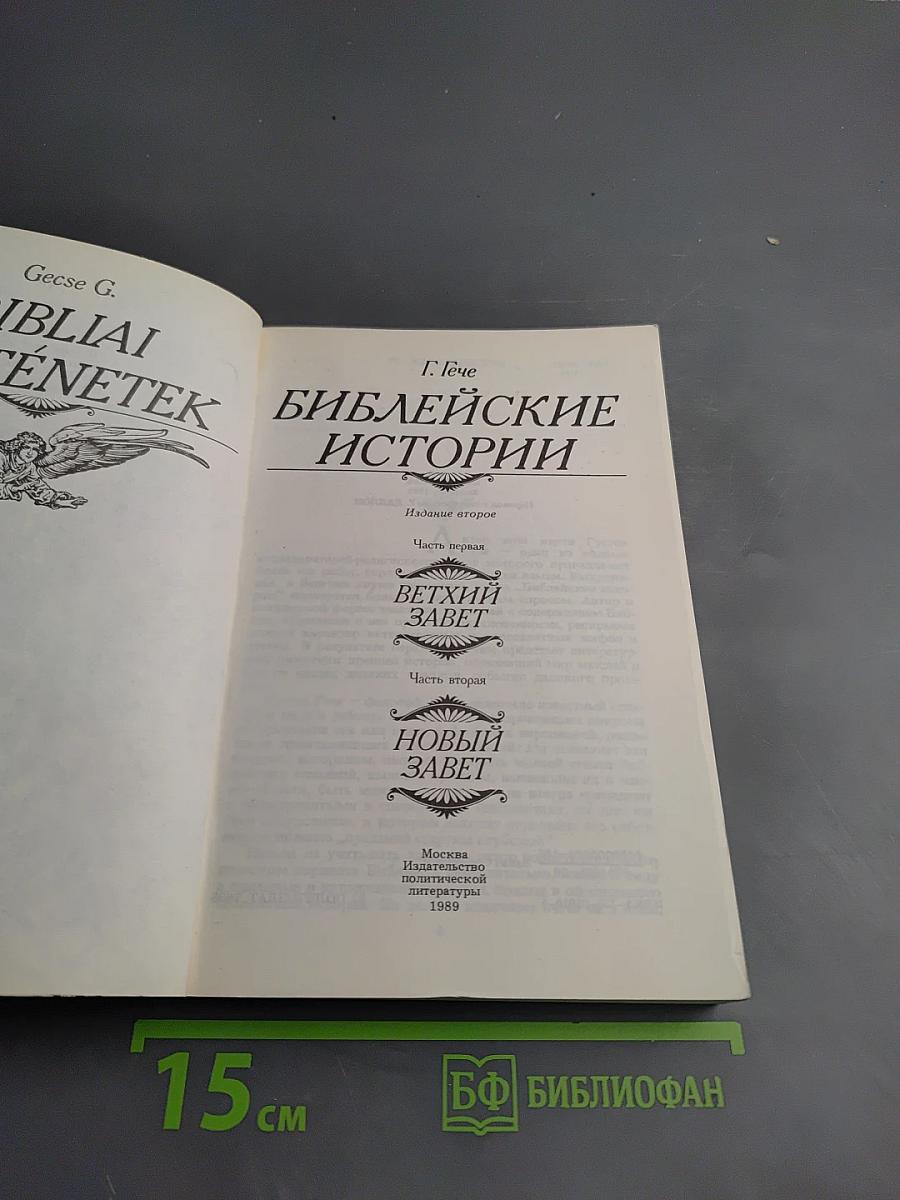 Gecse G.
BIBLIAI
TÉNETEK
Г. Гече
БИБЛЕЙСКИЕ
ИСТОРИИ
Издание второе
Часть первая
ВЕТХИЙ
ЗАВЕТ
Часть вторая
НОВЫЙ
ЗАВЕТ
Москва
Издательство
политической
литературы
1989
15 см
БФ БИБЛИОФАН